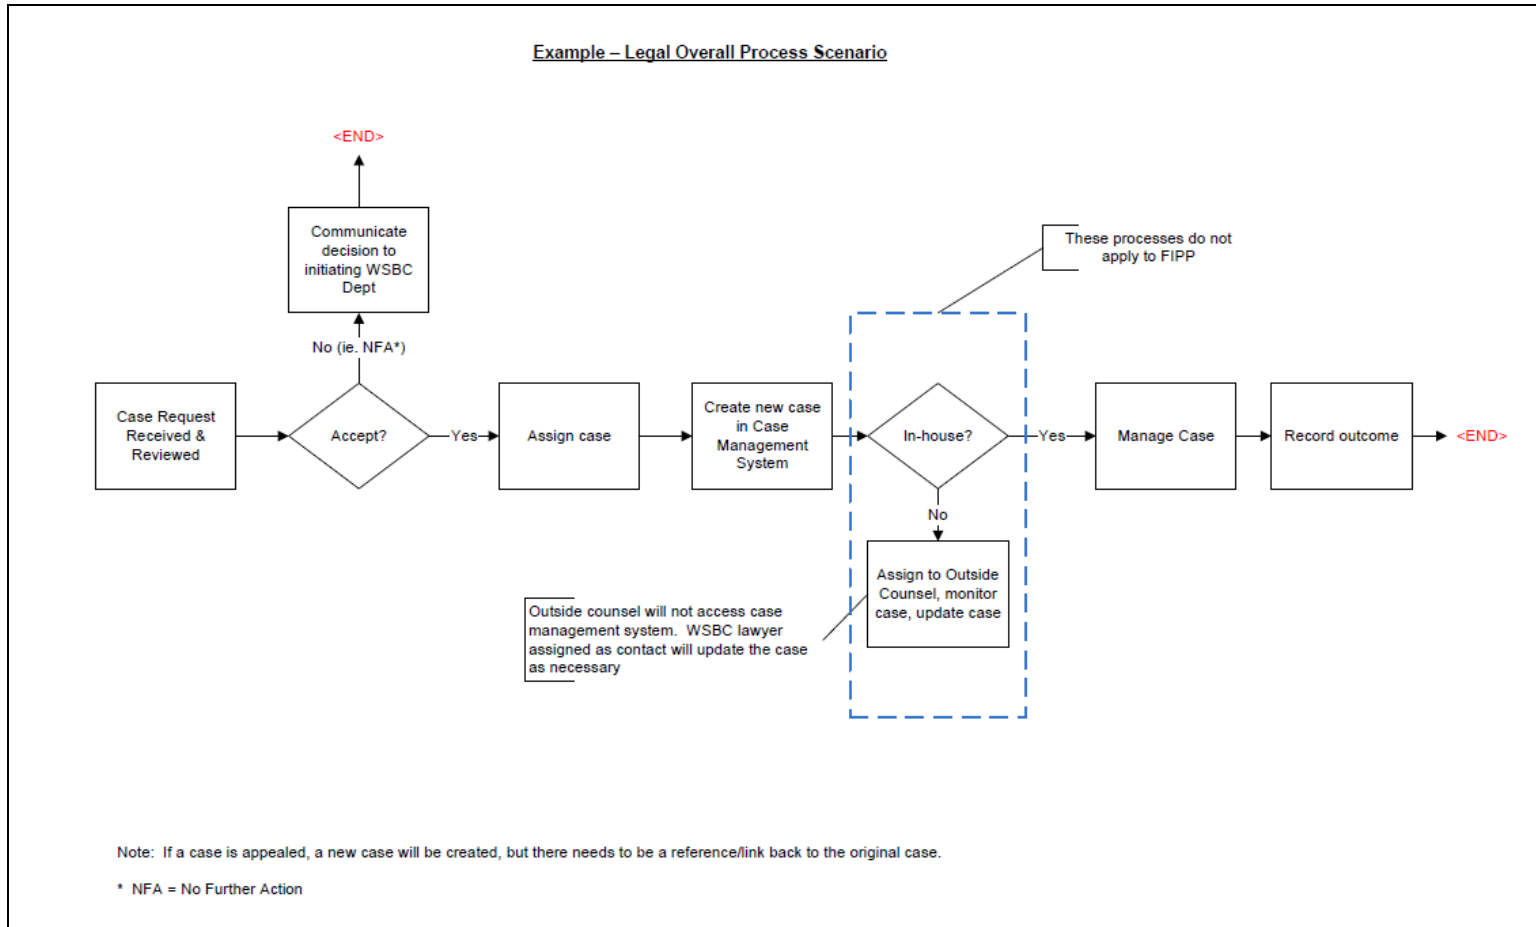 Example – Legal Overall Process Scenario
<END>
Communicate
decision to
initiating WSBC
Dept
No (ie. NFA*)
These processes do not
apply to FIPP
Case Request
Received &
Reviewed
Accept?
Yes
Assign case
Create new case
in Case
Management
System
In-house?
Yes
Manage Case
Record outcome
<END>
No
Assign to Outside
Counsel, monitor
case, update case
Outside counsel will not access case
management system.  WSBC lawyer
assigned as contact will update the case
as necessary
Note:  If a case is appealed, a new case will be created, but there needs to be a reference/link back to the original case.
*  NFA = No Further Action